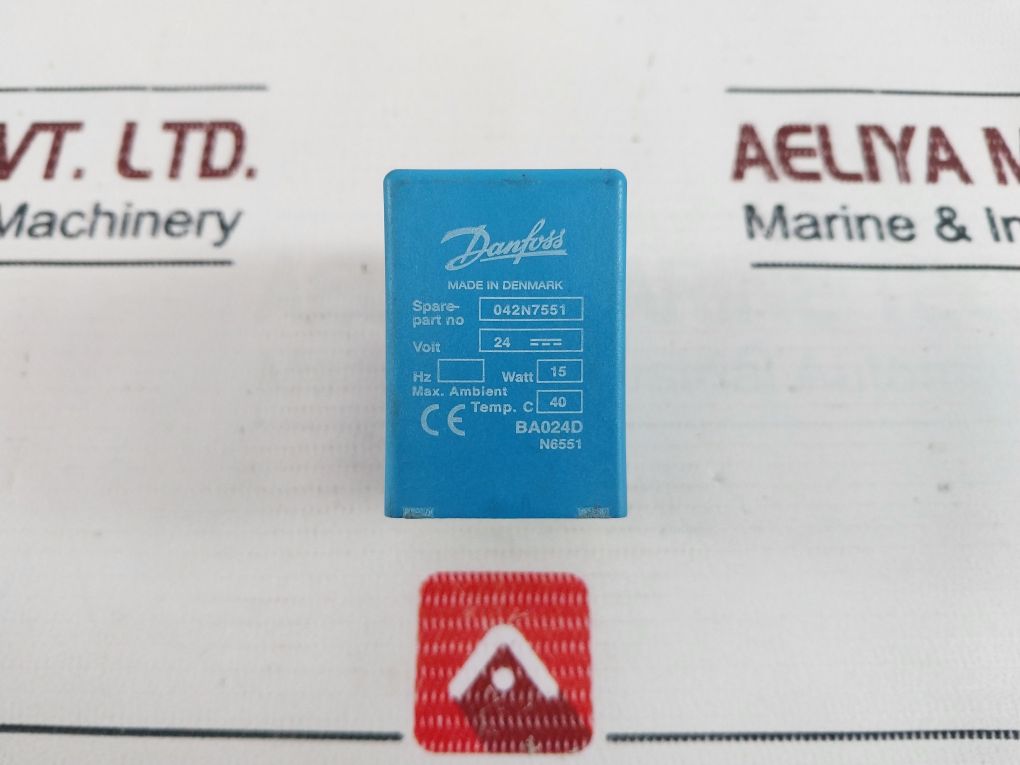 VT. LTD.
Machinery
AELIYA M
Marine & In
Danfoss
MADE IN DENMARK
Spare-
part no 042N7551
Volt 24
Hz Watt 15
Max. Ambient
Temp. C 40
CE BA024D
N6551